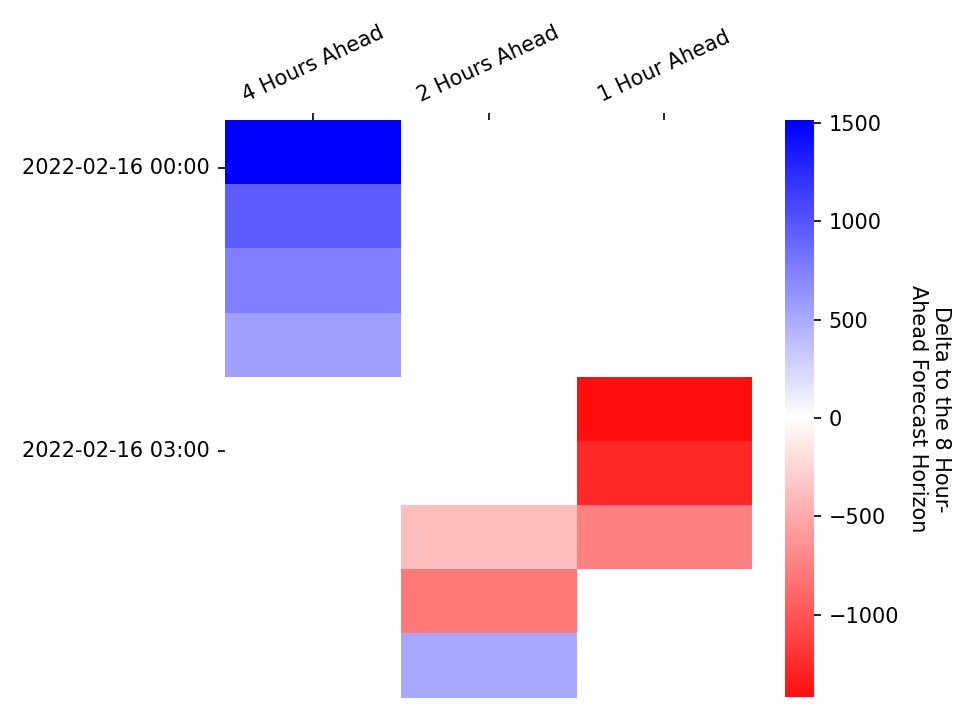 4 Hours Ahead
2 Hours Ahead
1 Hour Ahead
2022-02-16 00:00
2022-02-16 03:00
1500
1000
500
0
−500
−1000
Delta to the 8 Hour-
Ahead Forecast Horizon